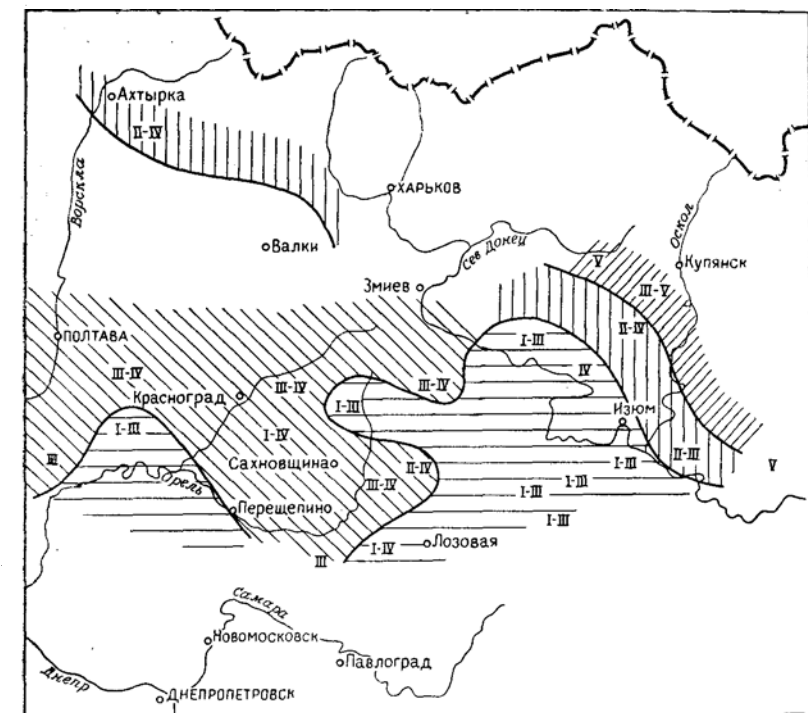 Ахтырка
II-IV
Ворскла
ХАРЬКОВ
Оскол
Валки
Сев Донец
V
Купянск
Змиев
III-V
II-IV
ПОЛТАВА
I-III
III-IV
III-IV
III-IV
IV
Красноград
I-III
Изюм
I-III
I-IV
II-III
III
Сахновщина
II-IV
I-III
V
Орель
III-IV
I-III
I-III
Перещепино
I-III
III
I-IV
Лозовая
Самара
Новомосковск
Павлоград
Днепр
ДНЕПРОПЕТРОВСК